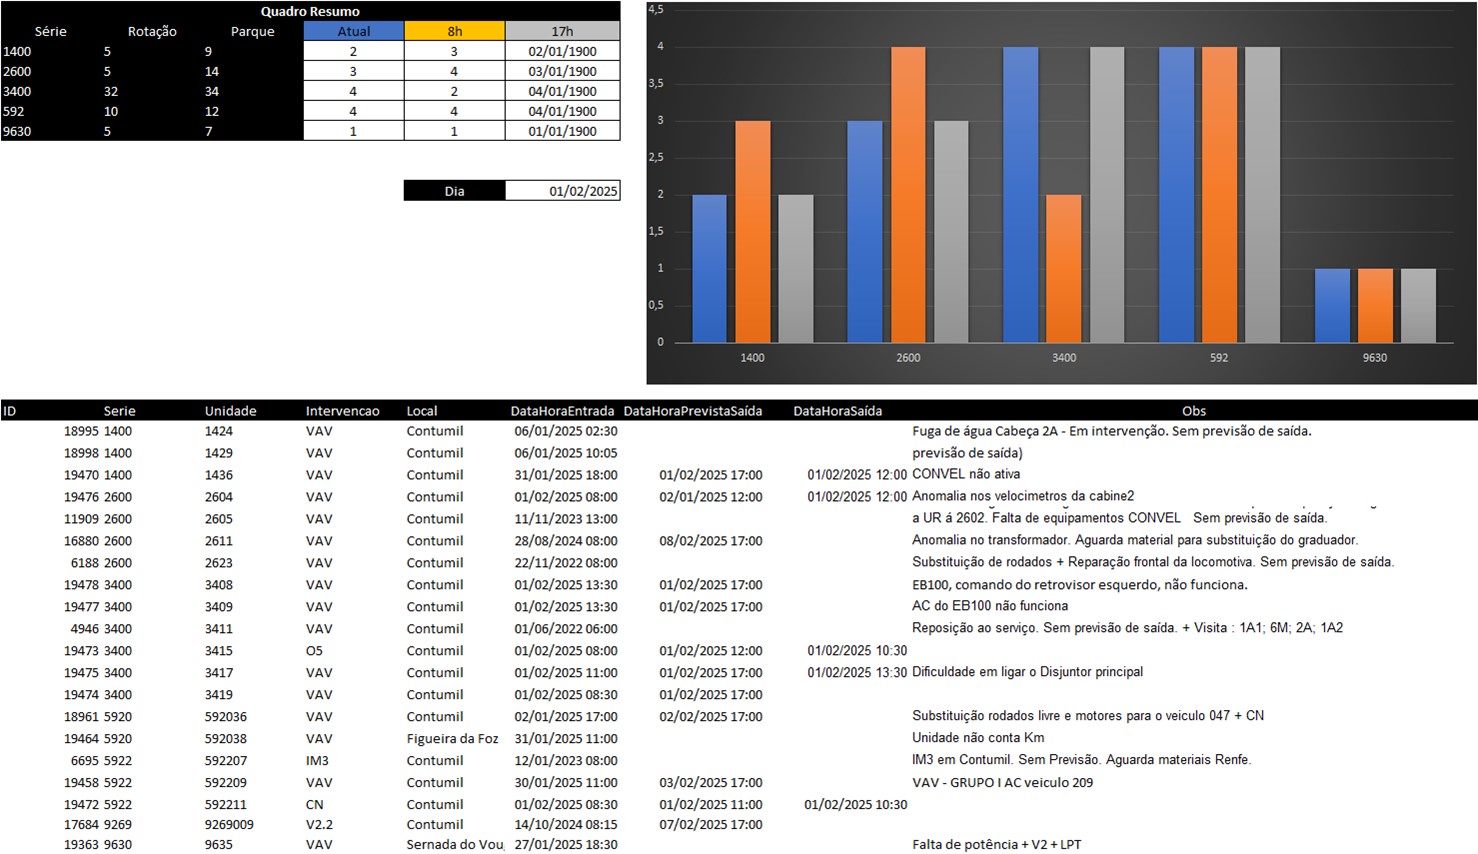 Quadro Resumo
Série Rotação Parque Atual 8h 17h
1400 5 9 2 3 02/01/1900
2600 5 14 3 4 03/01/1900
3400 32 34 4 2 04/01/1900
592 10 12 4 4 04/01/1900
9630 5 7 1 1 01/01/1900
Dia 01/02/2025
4,5
4
3,5
3
2,5
2
1,5
1
0,5
0
1400 2600 3400 592 9630
ID Serie Unidade Intervencao Local DataHoraEntrada DataHoraPrevistaSaída DataHoraSaída Obs
18995 1400 1424 VAV Contumil 06/01/2025 02:30 Fuga de água Cabeça 2A - Em intervenção. Sem previsão de saída.
18998 1400 1429 VAV Contumil 06/01/2025 10:05 previsão de saída)
19470 1400 1436 VAV Contumil 31/01/2025 18:00 01/02/2025 17:00 01/02/2025 12:00 CONVEL não ativa
19476 2600 2604 VAV Contumil 01/02/2025 08:00 02/01/2025 12:00 01/02/2025 12:00 Anomalia nos velocimetros da cabine2
11909 2600 2605 VAV Contumil 11/11/2023 13:00 a UR á 2602. Falta de equipamentos CONVEL Sem previsão de saída.
16880 2600 2611 VAV Contumil 28/08/2024 08:00 08/02/2025 17:00 Anomalia no transformador. Aguarda material para substituição do graduador.
6188 2600 2623 VAV Contumil 22/11/2022 08:00 Substituição de rodados + Reparação frontal da locomotiva. Sem previsão de saída.
19478 3400 3408 VAV Contumil 01/02/2025 13:30 01/02/2025 17:00 EB100, comando do retrovisor esquerdo, não funciona.
19477 3400 3409 VAV Contumil 01/02/2025 13:30 01/02/2025 17:00 AC do EB100 não funciona
4946 3400 3411 VAV Contumil 01/06/2022 06:00 Reposição ao serviço. Sem previsão de saída. + Visita : 1A1; 6M; 2A; 1A2
19473 3400 3415 O5 Contumil 01/02/2025 08:00 01/02/2025 12:00 01/02/2025 10:30
19475 3400 3417 VAV Contumil 01/02/2025 11:00 01/02/2025 17:00 01/02/2025 13:30 Dificuldade em ligar o Disjuntor principal
19474 3400 3419 VAV Contumil 01/02/2025 08:30 01/02/2025 17:00
18961 5920 592036 VAV Contumil 02/01/2025 17:00 02/02/2025 17:00 Substituição rodados livre e motores para o veiculo 047 + CN
19464 5920 592038 VAV Figueira da Foz 31/01/2025 11:00 Unidade não conta Km
6695 5922 592207 IM3 Contumil 12/01/2023 08:00 IM3 em Contumil. Sem Previsão. Aguarda materiais Renfe.
19458 5922 592209 VAV Contumil 30/01/2025 11:00 03/02/2025 17:00 VAV - GRUPO I AC veiculo 209
19472 5922 592211 CN Contumil 01/02/2025 08:30 01/02/2025 11:00 01/02/2025 10:30
17684 9269 9269009 V2.2 Contumil 14/10/2024 08:15 07/02/2025 17:00
19363 9630 9635 VAV Sernada do Vou 27/01/2025 18:30 Falta de potência + V2 + LPT